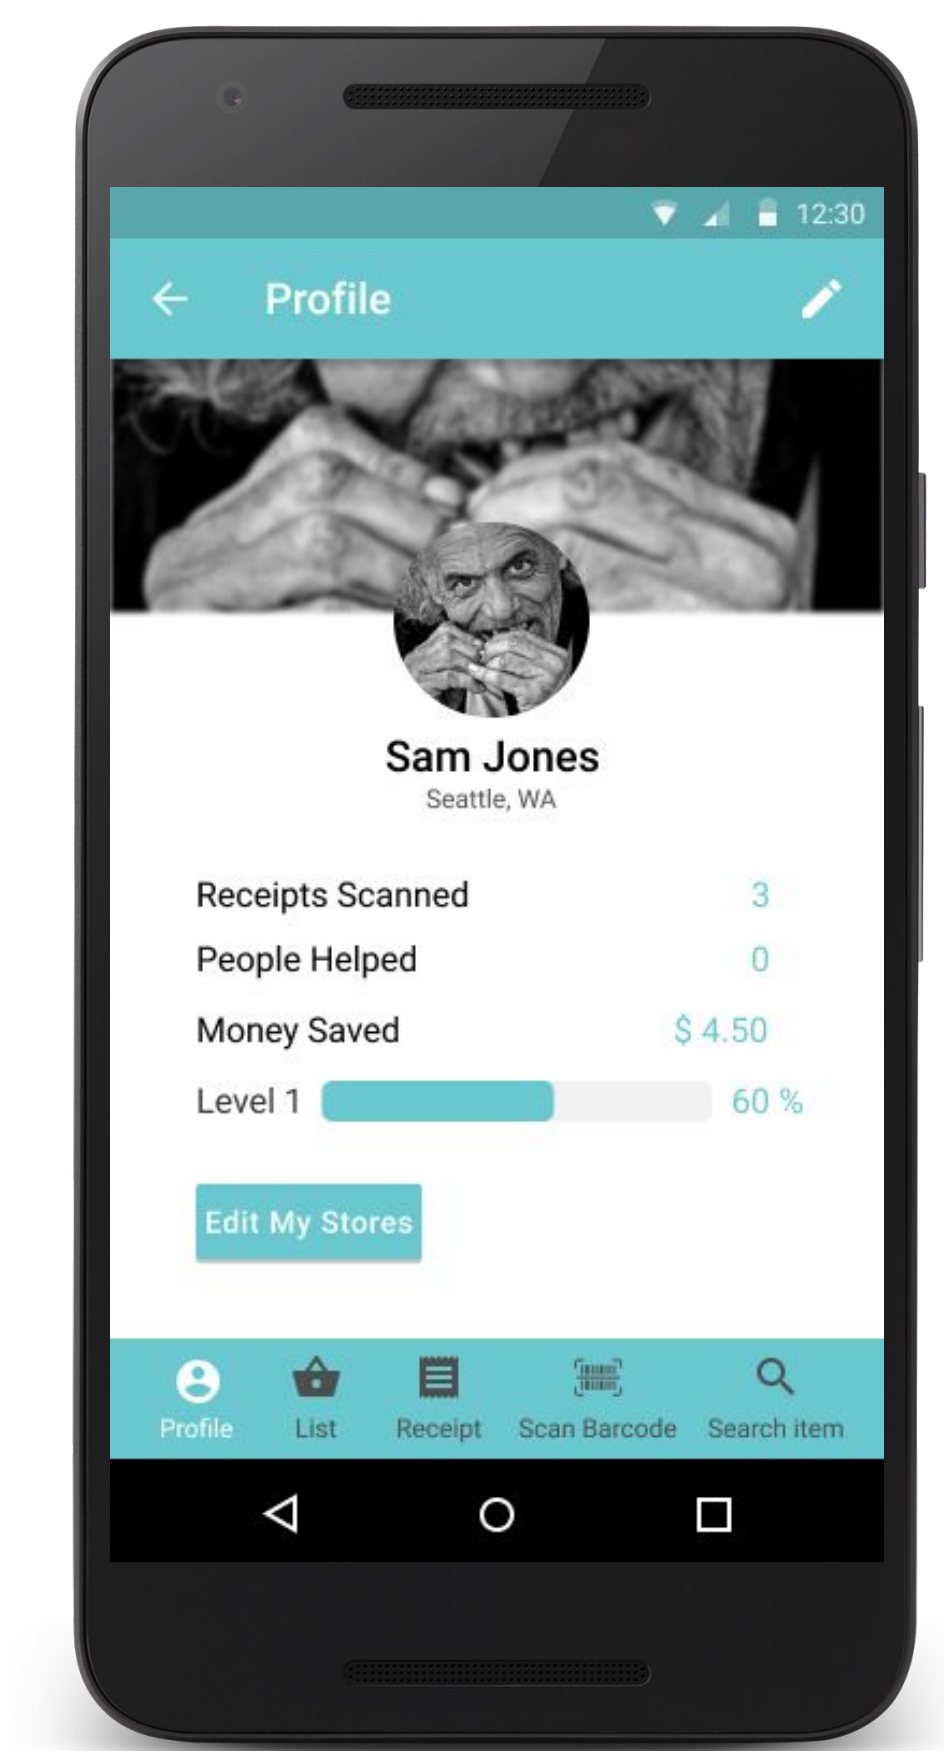 12:30
Profile
Sam Jones
Seattle, WA
Receipts Scanned 3
People Helped 0
Money Saved $ 4.50
Level 1 60 %
Edit My Stores
Profile List Receipt Scan Barcode Search item